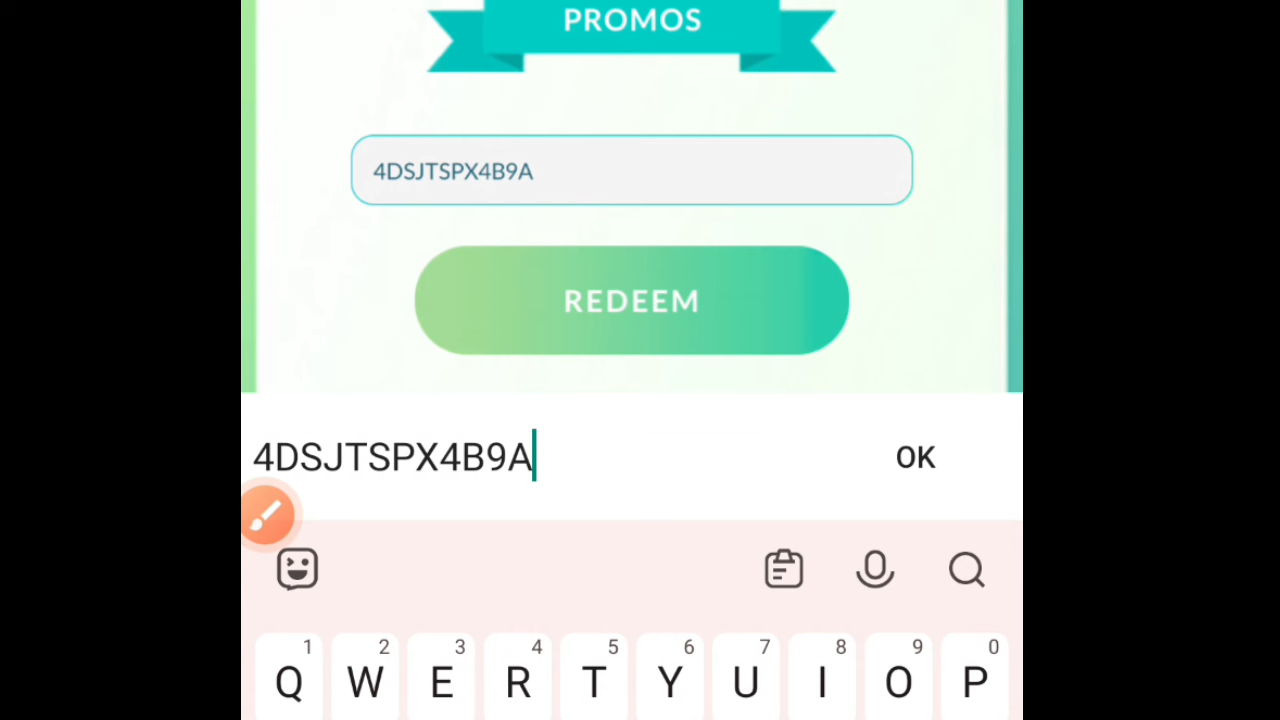 PROMOS
4DSJTSPX4B9A
REDEEM
4DSJTSPX4B9A
OK
1 2 3 4 5 6 7 8 9 0
Q W E R T Y U I O P